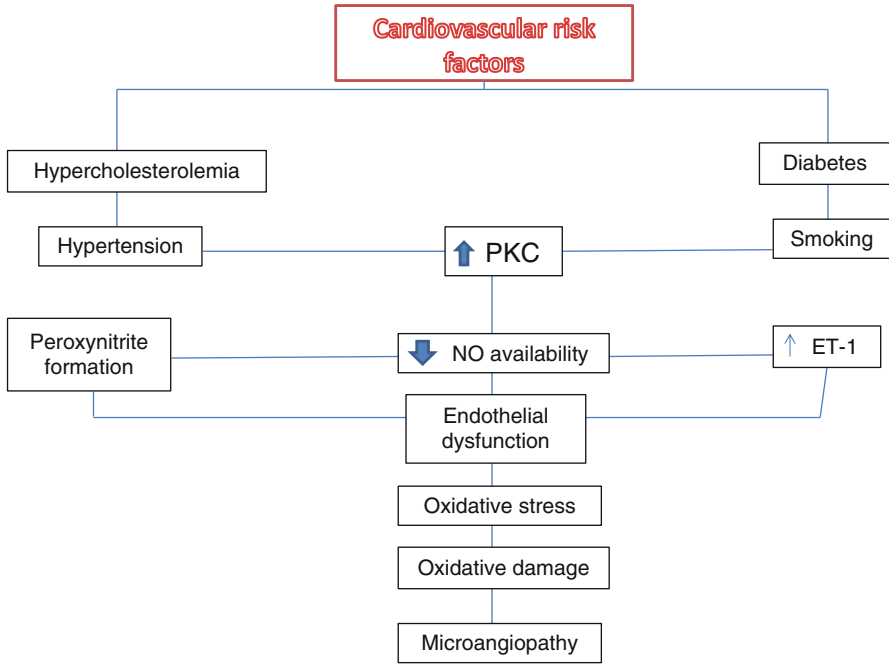 Cardiovascular risk
factors
Hypercholesterolemia
Diabetes
Hypertension
PKC
Smoking
Peroxynitrite
formation
NO availability
ET-1
Endothelial
dysfunction
Oxidative stress
Oxidative damage
Microangiopathy